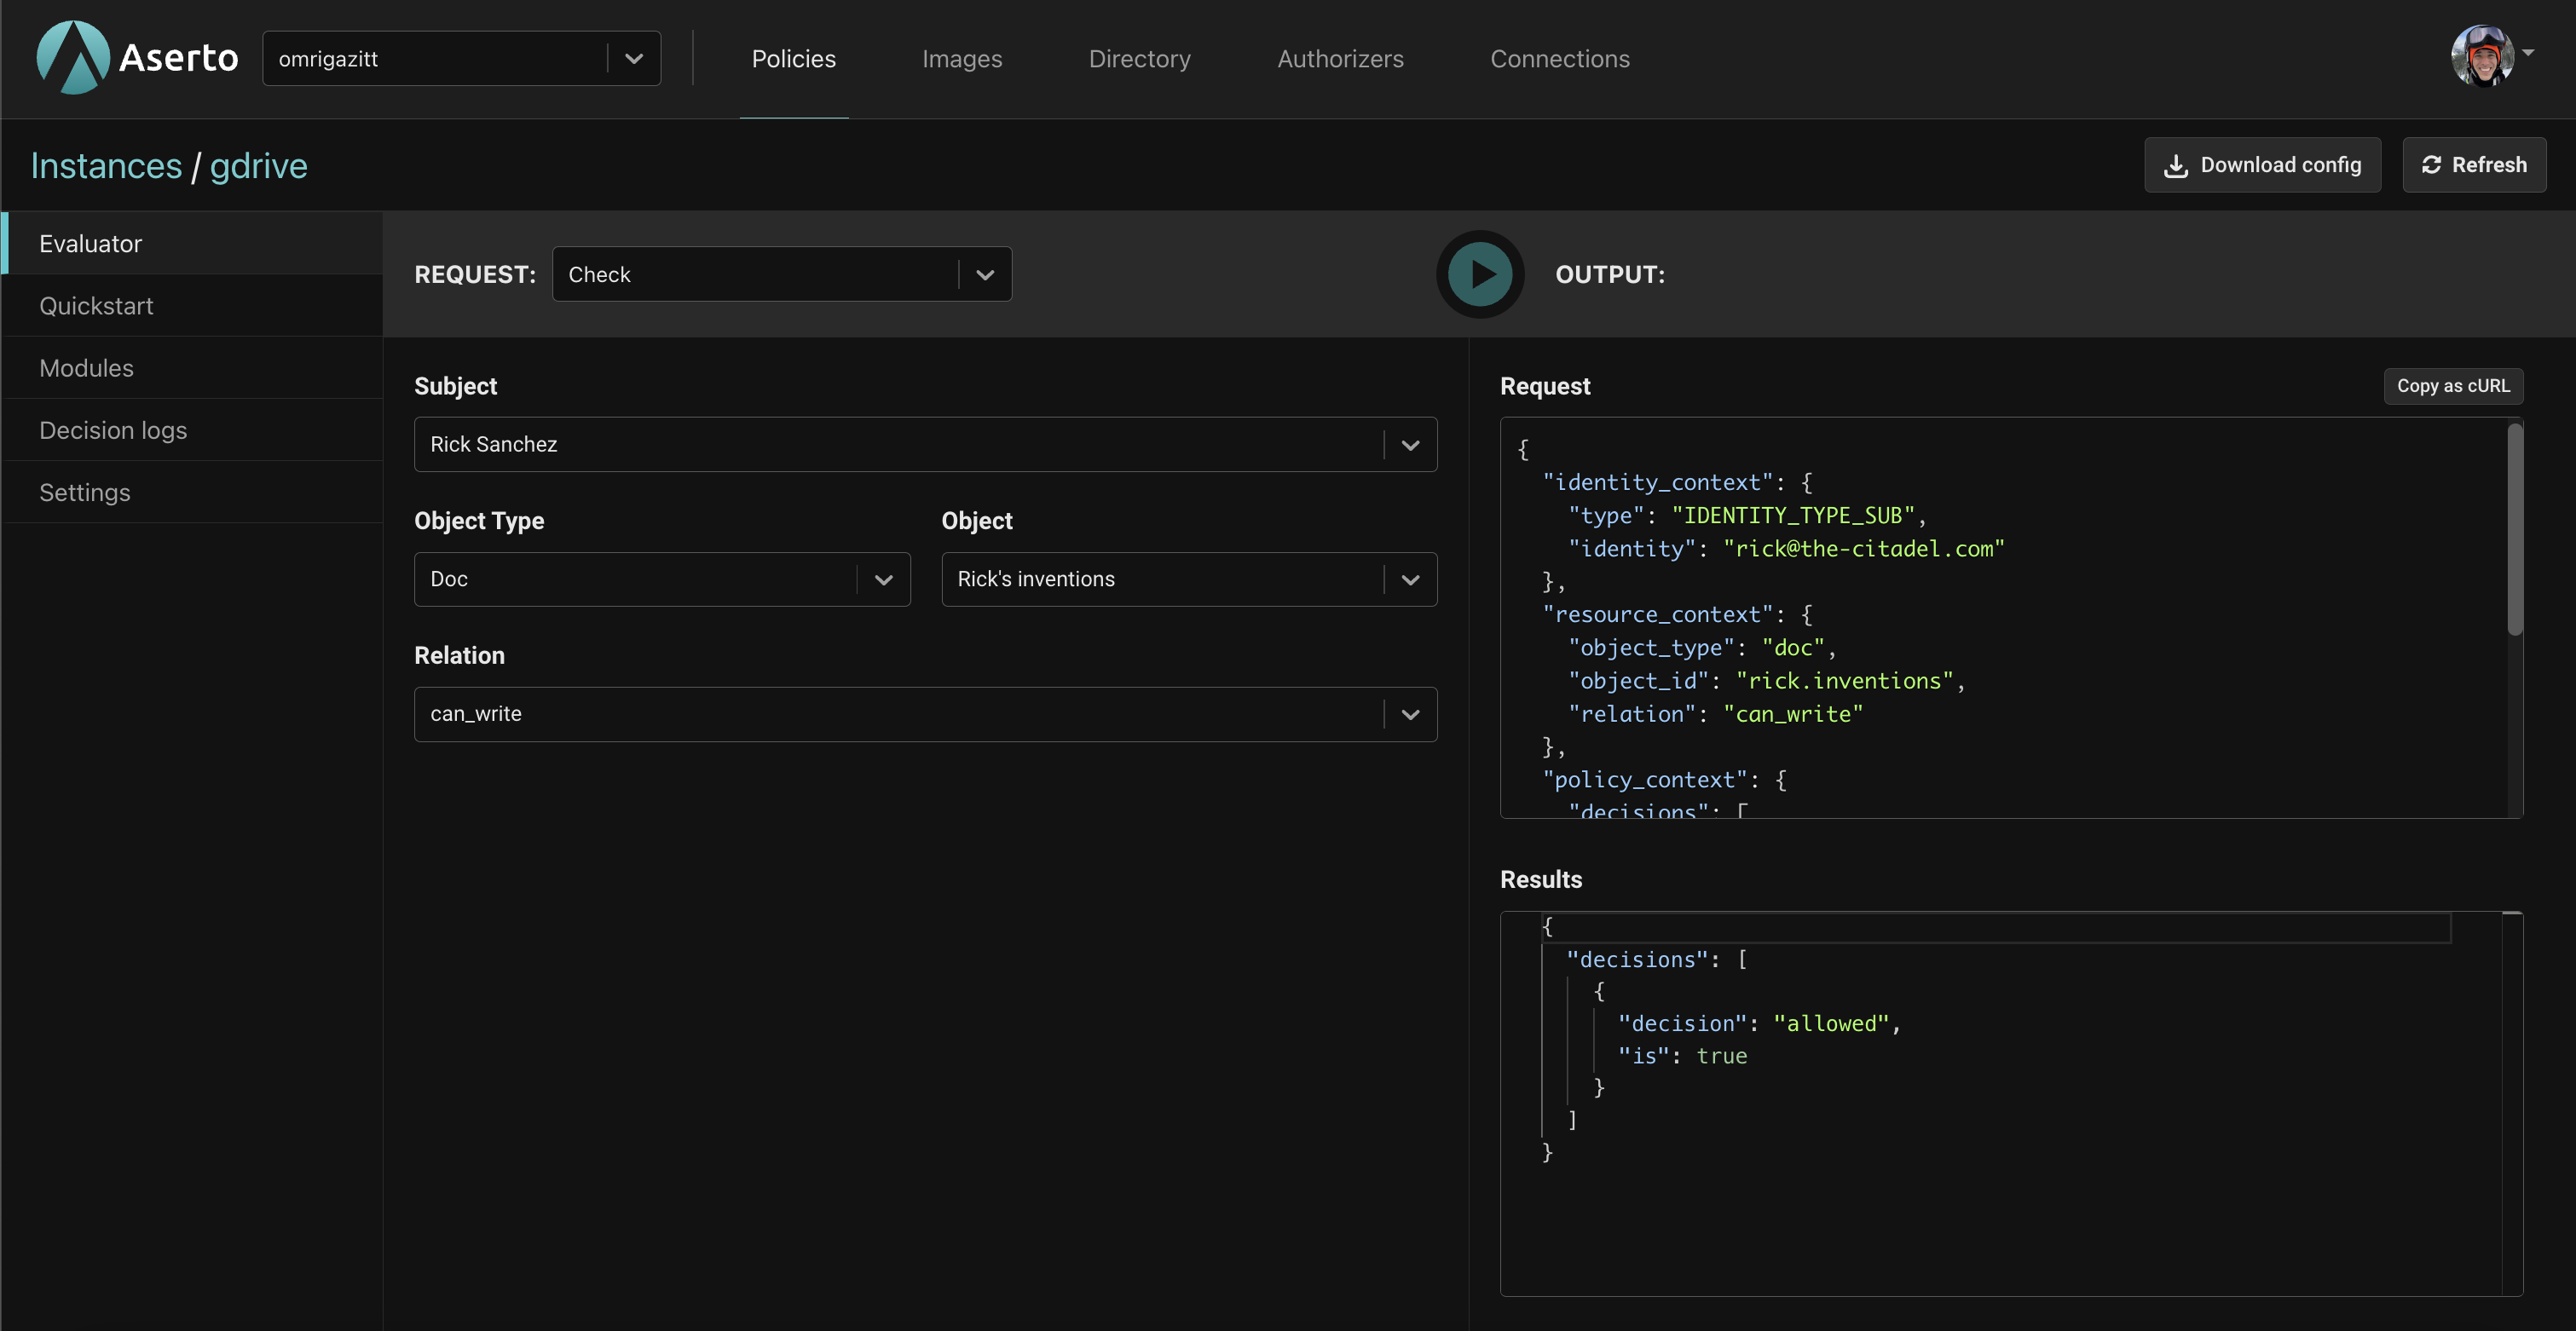 Aserto
omrigazitt
Policies
Images
Directory
Authorizers
Connections
Instances / gdrive
Download config
Refresh
Evaluator
Quickstart
Modules
Decision logs
Settings
REQUEST:
Check
OUTPUT:
Subject
Rick Sanchez
Object Type
Object
Doc
Rick's inventions
Relation
can_write
Request
Copy as cURL
{
"identity_context": {
"type": "IDENTITY_TYPE_SUB",
"identity": "rick@the-citadel.com"
},
"resource_context": {
"object_type": "doc",
"object_id": "rick.inventions",
"relation": "can_write"
},
"policy_context": {
"decisions": [
Results
{
"decisions": [
{
"decision": "allowed",
"is": true
}
]
}